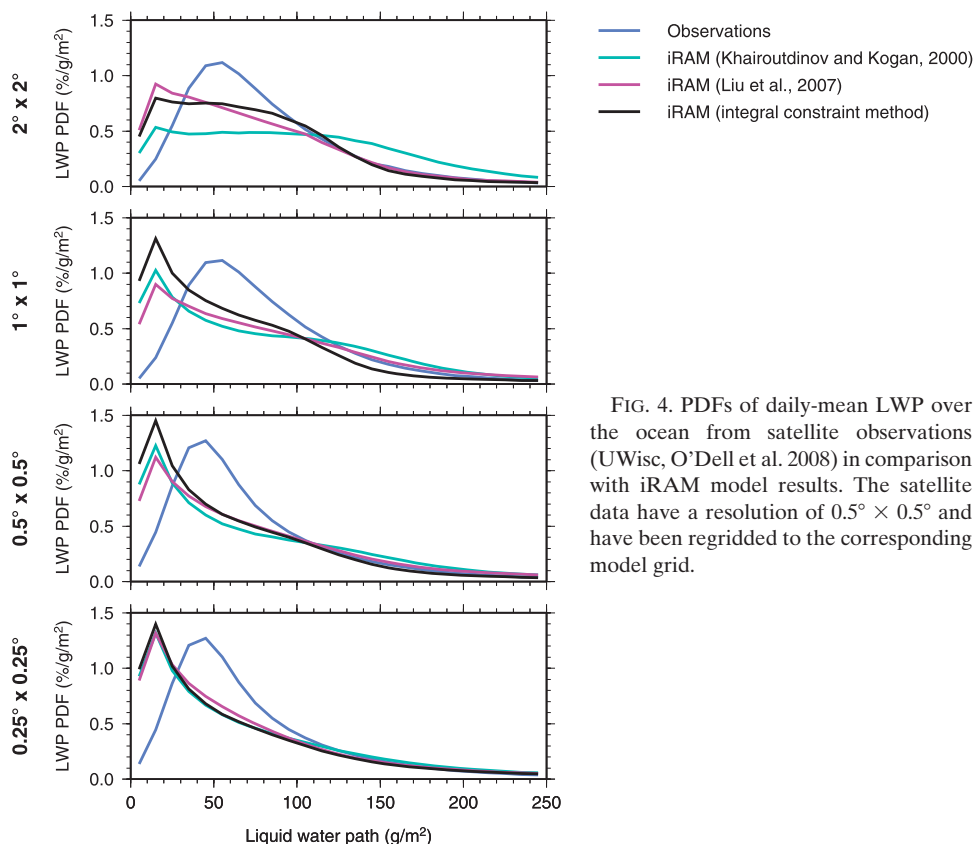 Observations
iRAM (Khairoutdinov and Kogan, 2000)
iRAM (Liu et al., 2007)
iRAM (integral constraint method)
2° x 2°
LWP PDF (%/g/m²)
1.5
1.0
0.5
0.0
1° x 1°
LWP PDF (%/g/m²)
1.5
1.0
0.5
0.0
0.5° x 0.5°
LWP PDF (%/g/m²)
1.5
1.0
0.5
0.0
0.25° x 0.25°
LWP PDF (%/g/m²)
1.5
1.0
0.5
0.0
0 50 100 150 200 250
Liquid water path (g/m²)
FIG. 4. PDFs of daily-mean LWP over
the ocean from satellite observations
(UWisc, O'Dell et al. 2008) in comparison
with iRAM model results. The satellite
data have a resolution of 0.5° × 0.5° and
have been regridded to the corresponding
model grid.